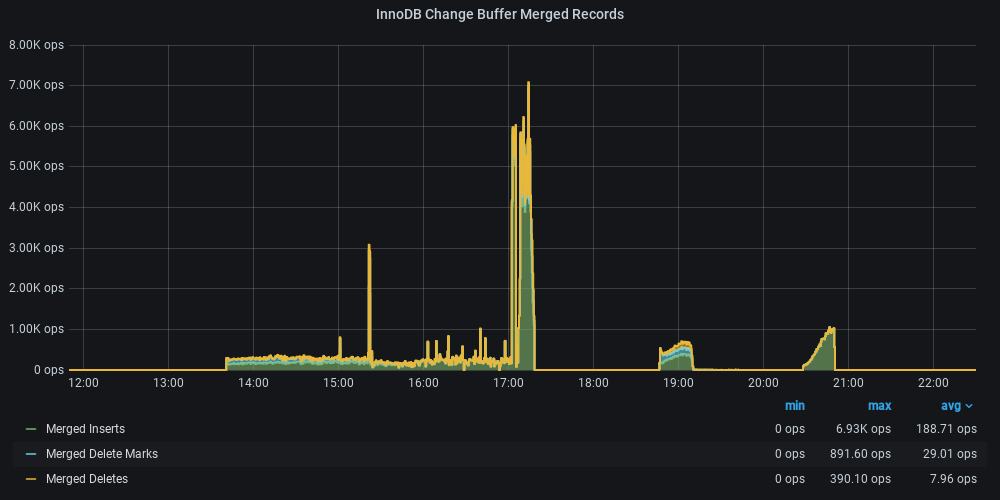 InnoDB Change Buffer Merged Records
8.00K ops
7.00K ops
6.00K ops
5.00K ops
4.00K ops
3.00K ops
2.00K ops
1.00K ops
0 ops
12:00 13:00 14:00 15:00 16:00 17:00 18:00 19:00 20:00 21:00 22:00
min max avg
Merged Inserts 0 ops 6.93K ops 188.71 ops
Merged Delete Marks 0 ops 891.60 ops 29.01 ops
Merged Deletes 0 ops 390.10 ops 7.96 ops